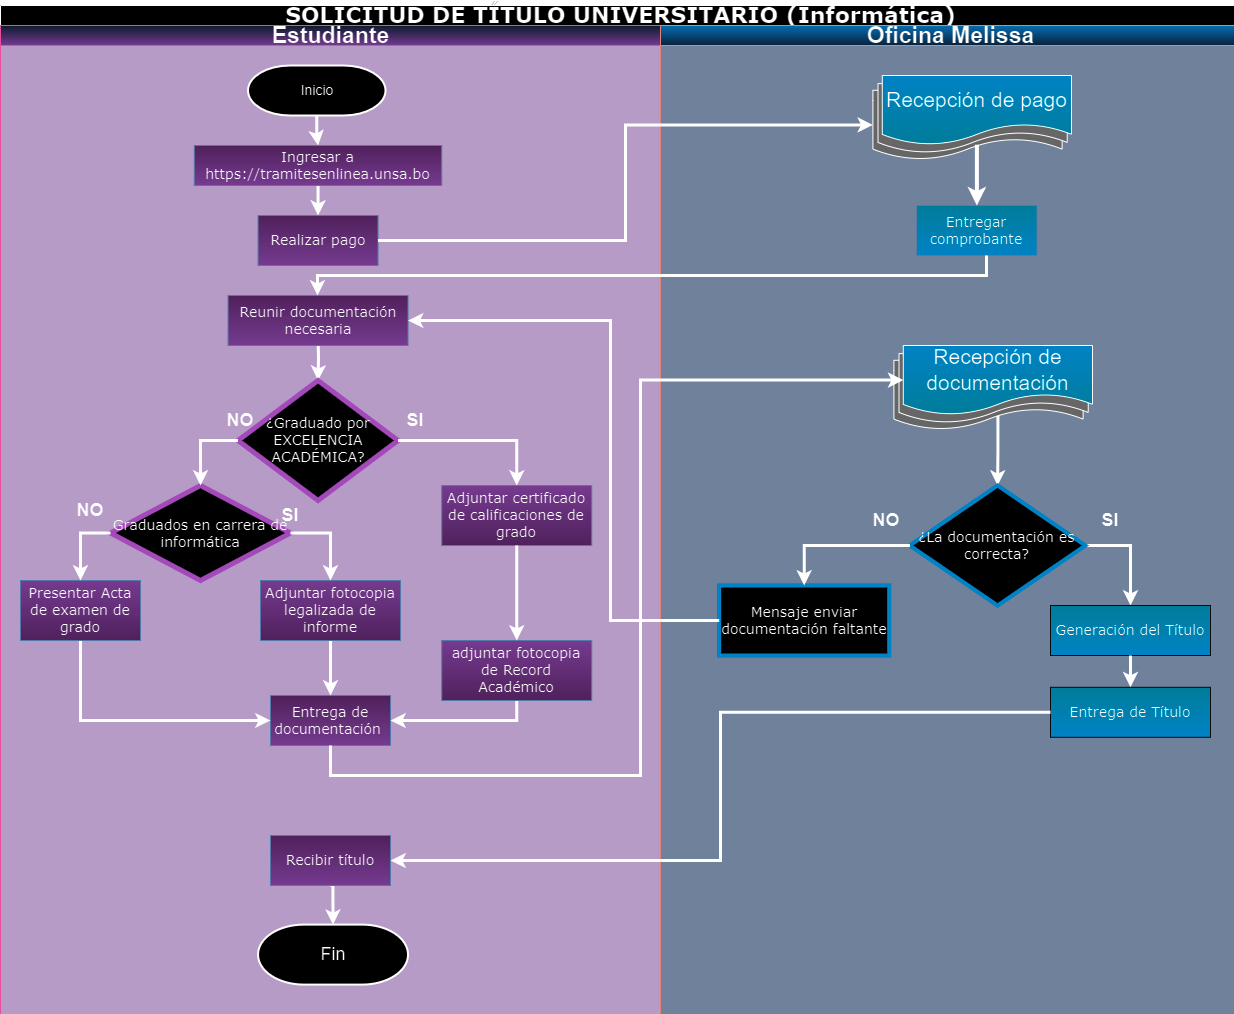 SOLICITUD DE TÍTULO UNIVERSITARIO (Informática)
Estudiante
Oficina Melissa
Inicio
Ingresar a
https://tramitesenlinea.unsa.bo
Realizar pago
Recepción de pago
Entregar
comprobante
Reunir documentación
necesaria
¿Graduado por
EXCELENCIA
ACADÉMICA?
NO
SI
Graduados en carrera de
informática
NO
SI
Presentar Acta
de examen de
grado
Adjuntar fotocopia
legalizada de
informe
Adjuntar certificado
de calificaciones de
grado
adjuntar fotocopia
de Record
Académico
Entrega de
documentación
Recepción de
documentación
¿La documentación es
correcta?
NO
SI
Mensaje enviar
documentación faltante
Generación del Título
Entrega de Título
Recibir título
Fin